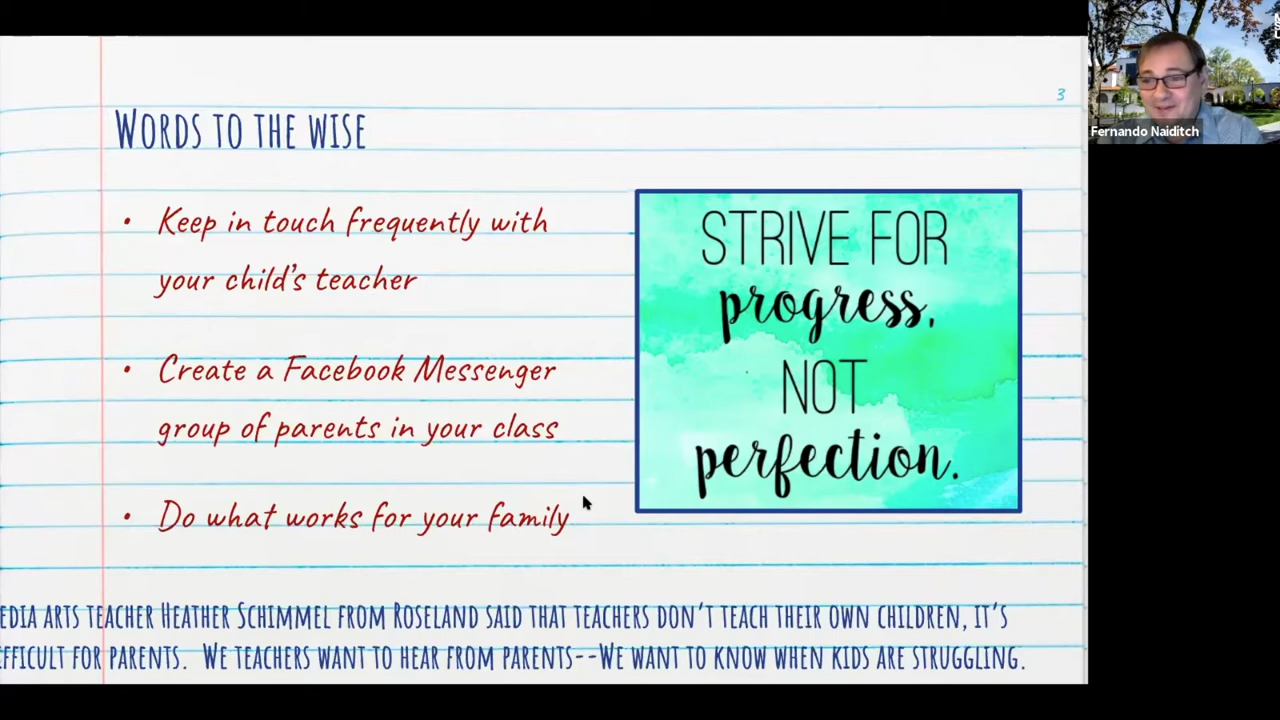 3
WORDS TO THE WISE
• Keep in touch frequently with
your child's teacher
• Create a Facebook Messenger
group of parents in your class
• Do what works for your family
STRIVE FOR
progress,
NOT
perfection.
ARTS TEACHER HEATHER SCHIMMEL FROM ROSELAND SAID THAT TEACHERS DON'T TEACH THEIR OWN CHILDREN, IT'S
FOR PARENTS. WE TEACHERS WANT TO HEAR FROM PARENTS--WE WANT TO KNOW WHEN KIDS ARE STRUGGLING.
Fernando Naiditch